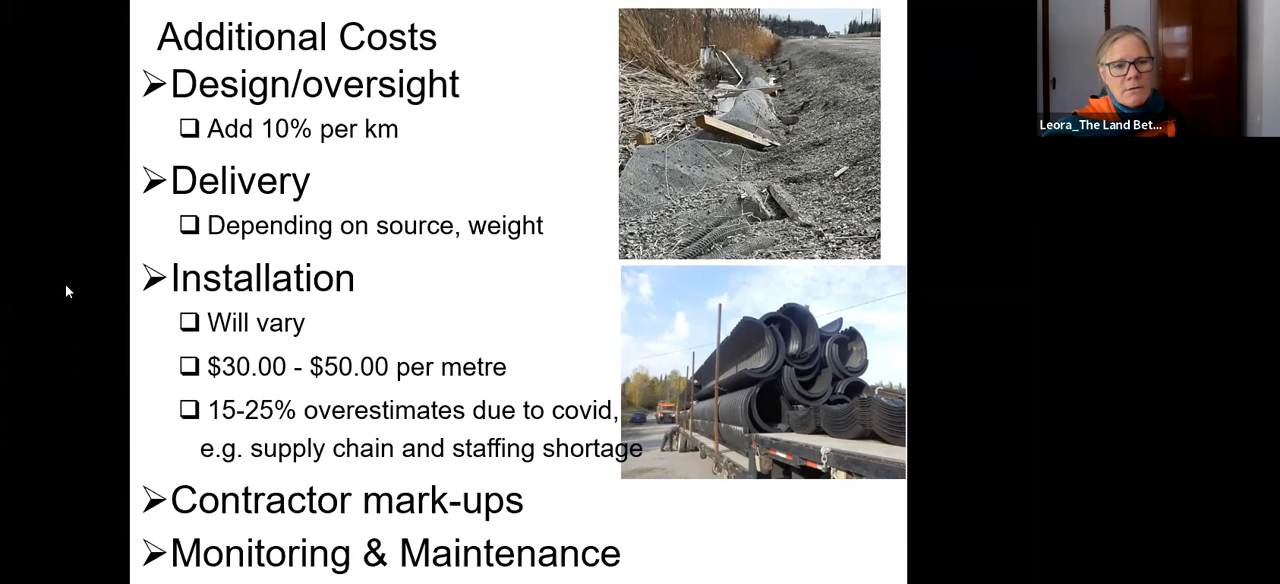 Additional Costs
➢Design/oversight
❑ Add 10% per km
➢Delivery
❑ Depending on source, weight
➢Installation
❑ Will vary
❑ $30.00 - $50.00 per metre
❑ 15-25% overestimates due to covid,
e.g. supply chain and staffing shortage
➢Contractor mark-ups
➢Monitoring & Maintenance
Leora_The Land Bet...